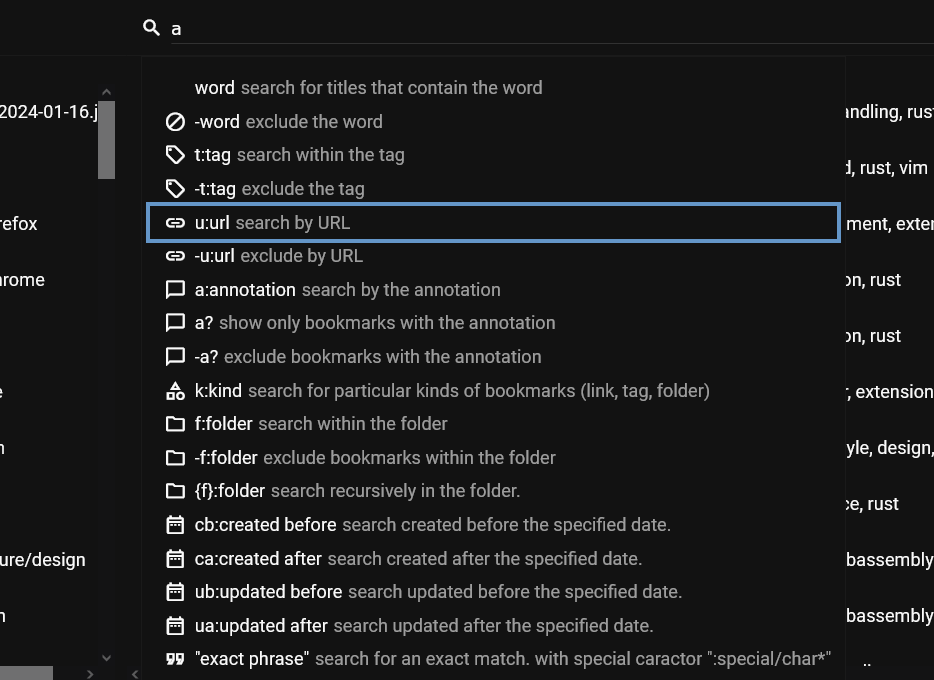 a
word search for titles that contain the word
-word exclude the word
t:tag search within the tag
-t:tag exclude the tag
u:url search by URL
-u:url exclude by URL
a:annotation search by the annotation
a? show only bookmarks with the annotation
-a? exclude bookmarks with the annotation
k:kind search for particular kinds of bookmarks (link, tag, folder)
f:folder search within the folder
-f:folder exclude bookmarks within the folder
{f}:folder search recursively in the folder.
cb:created before search created before the specified date.
ca:created after search created after the specified date.
ub:updated before search updated before the specified date.
ua:updated after search updated after the specified date.
"exact phrase" search for an exact match. with special caractor ":special/char*"
2024-01-16.j
refox
ure/design
andling, rus
d, rust, vim
ment, exter
on, rust
on, rust
, extension
yle, design,
ce, rust
bassembly
bassembly